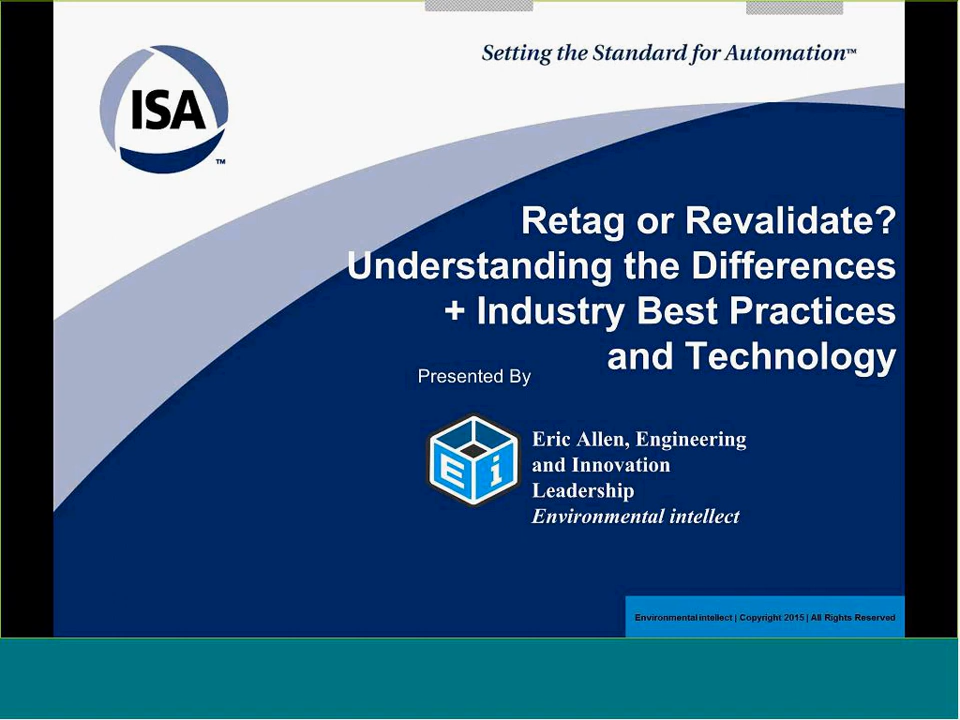 Setting the Standard for Automation™
ISA
™
Retag or Revalidate?
Understanding the Differences
+ Industry Best Practices
and Technology
Presented By
Ei
Eric Allen, Engineering
and Innovation
Leadership
Environmental intellect
Environmental intellect | Copyright 2015 | All Rights Reserved